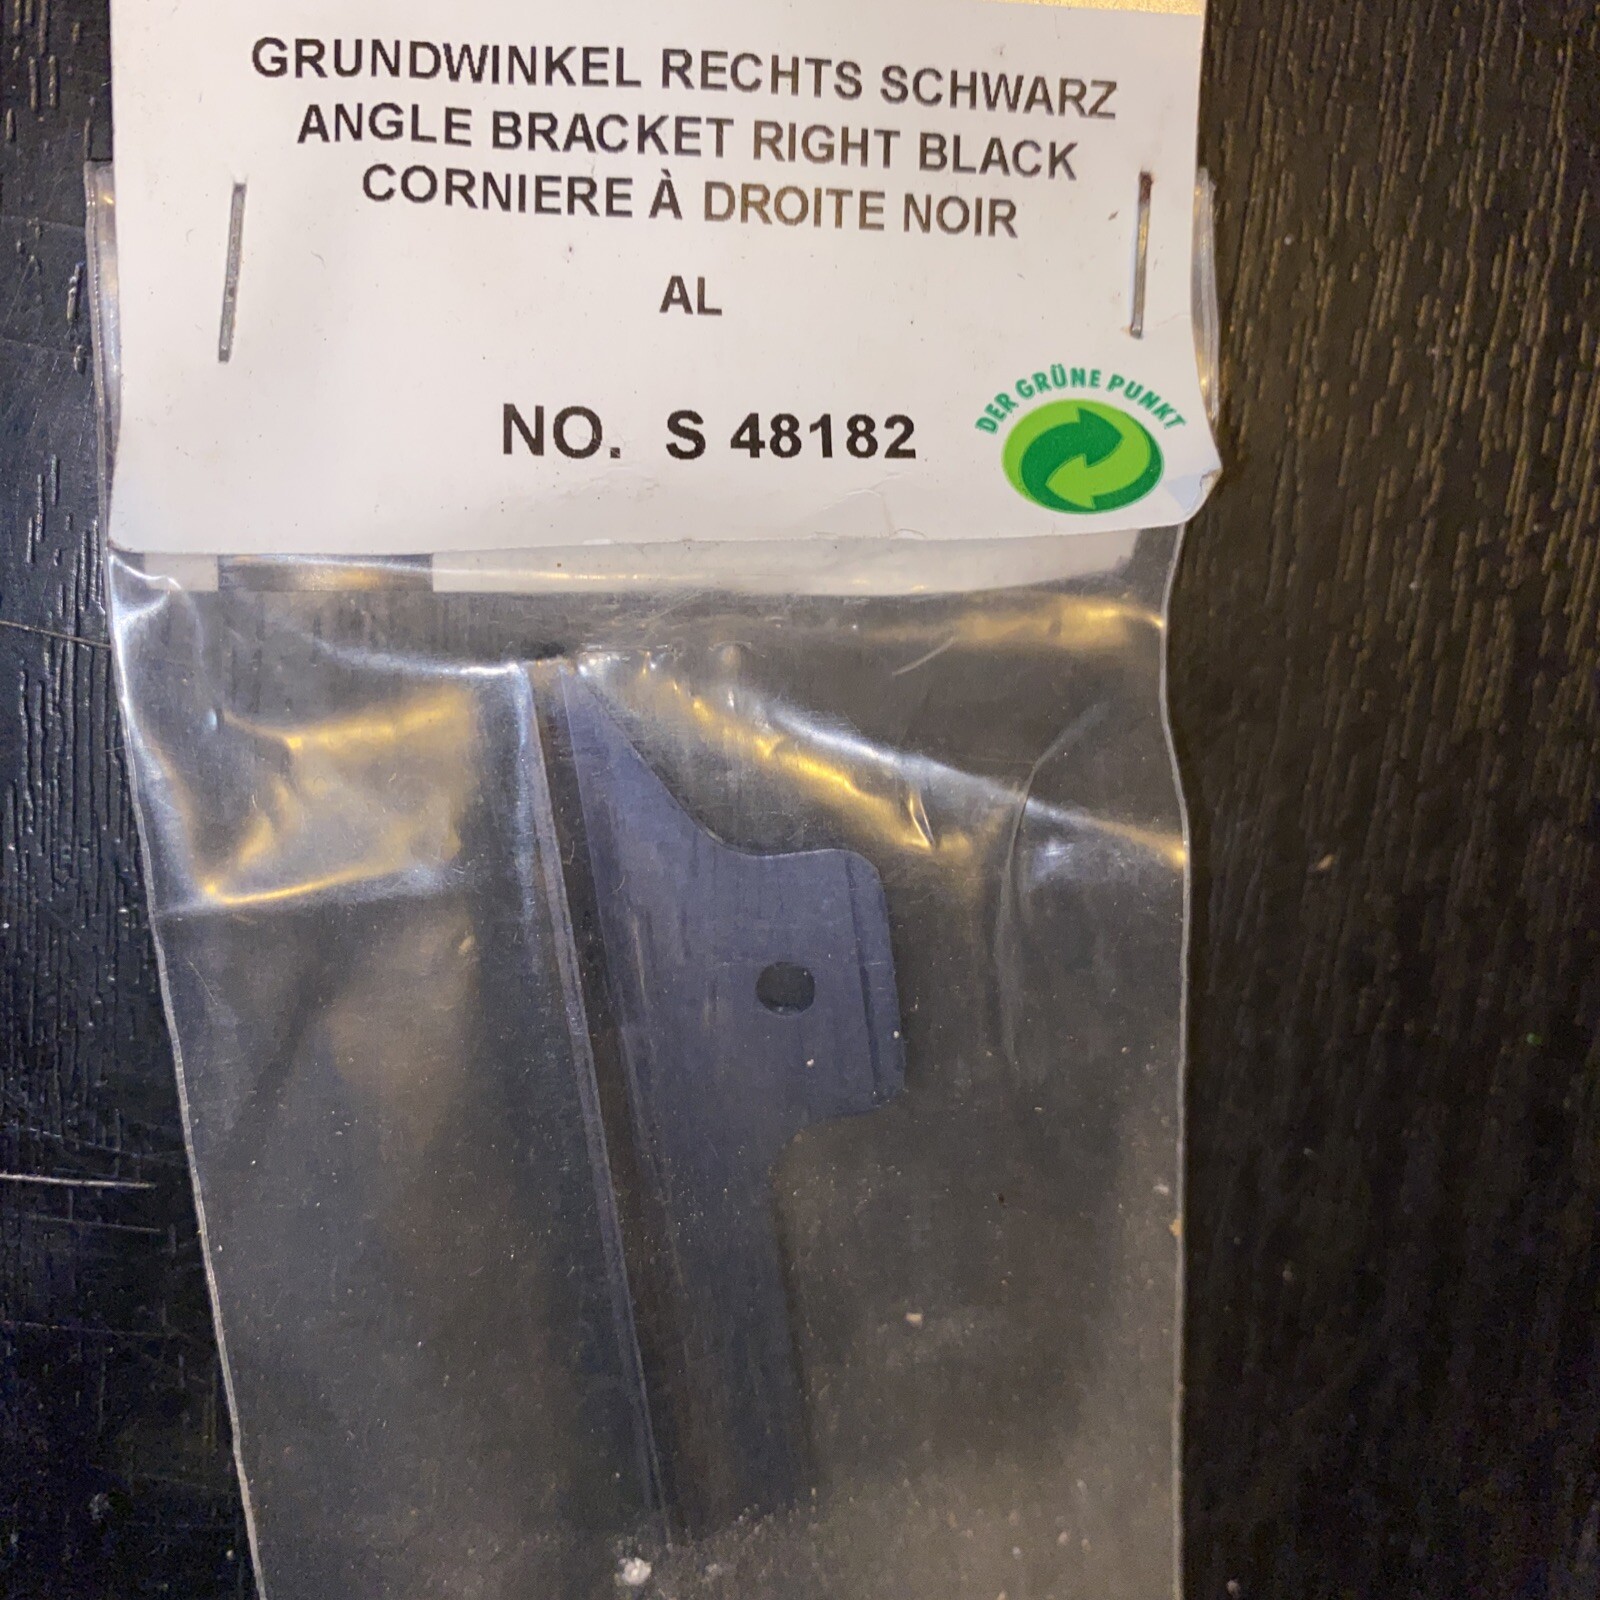 GRUNDWINKEL RECHTS SCHWARZ
ANGLE BRACKET RIGHT BLACK
CORNIERE À DROITE NOIR
AL
NO. S 48182
DER GRÜNE PUNKT